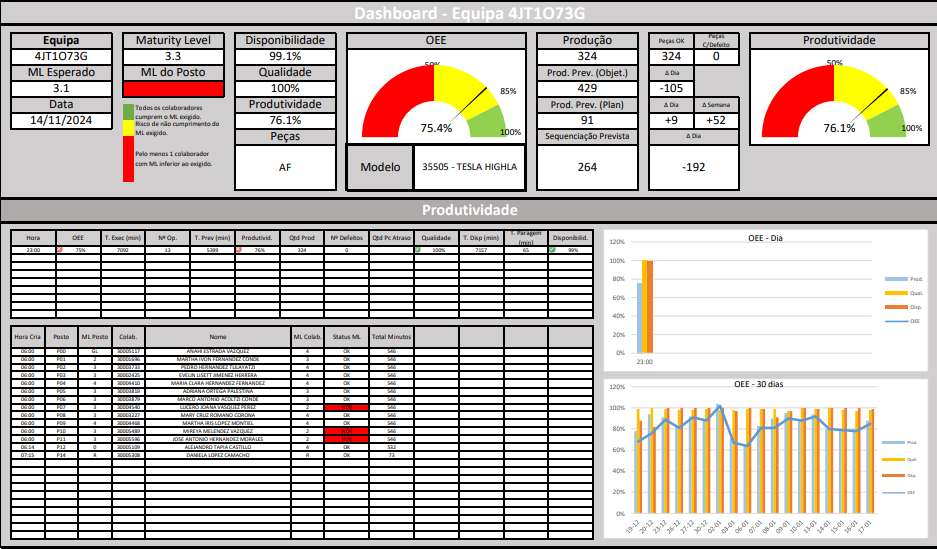 Dashboard - Equipa 4JT1O73G
Equipa
4JT1O73G
ML Esperado
3.1
Data
14/11/2024
Maturity Level
3.3
ML do Posto
Todos os colaboradores cumprem o ML exigido.
Risco de não cumprimento do ML exigido.
Pelo menos 1 colaborador com ML inferior ao exigido.
Disponibilidade
99.1%
Qualidade
100%
Produtividade
76.1%
Peças
AF
OEE
50%
85%
100%
75.4%
Modelo
35505 - TESLA HIGHLA
Produção
324
Prod. Prev. (Objet.)
429
Prod. Prev. (Plan)
91
Sequenciação Prevista
264
Peças OK
324
Peças C/Defeito
0
Δ Dia
-105
Δ Dia
+9
Δ Semana
+52
Δ Dia
-192
Produtividade
50%
85%
100%
76.1%
Produtividade
Hora OEE T. Exec (min) Nº Op. T. Prev (min) Produtivid. Qtd Prod Nº Defeitos Qtd Pc Atraso Qualidade T. Disp (min) T. Paragem (min) Disponibilid.
23:00 75% 7092 13 5399 76% 324 0 100% 7157 65 99%
Hora Cria Posto ML Posto Colab. Nome ML Colab. Status ML Total Minutos
06:00 P00 GL 30005117 ANAHI ESTRADA VAZQUEZ 4 OK 546
06:00 P01 2 30001696 MARTHA IVON FERNANDEZ CONDE 3 OK 546
06:00 P02 3 30003733 PEDRO HERNANDEZ TULAYATZI 3 OK 546
06:00 P03 3 30002425 EVELIN LISETT JIMENEZ HERRERA 4 OK 546
06:00 P04 4 30004410 MARIA CLARA HERNANDEZ FERNANDEZ 4 OK 546
06:00 P05 3 30003819 ADRIANA ORTEGA PALESTINA 3 OK 546
06:00 P06 3 30003879 MARCO ANTONIO ACOLTZI CONDE 3 OK 546
06:00 P07 3 30004540 LUCERO JOANA VASQUEZ PEREZ 2 NOK 546
06:00 P08 3 30003227 MARY CRUZ ROMANO CORONA 4 OK 546
06:00 P09 4 30004468 MARTHA IRIS LOPEZ MONTIEL 4 OK 546
06:00 P10 3 30005489 MIREYA MELENDEZ VAZQUEZ 2 NOK 546
06:00 P11 3 30005596 JOSE ANTONIO HERNANDEZ MORALES 2 NOK 546
06:14 P12 0 30005109 ALEJANDRO TAPIA CASTILLO 4 OK 532
07:15 P14 R 30005308 DANIELA LOPEZ CAMACHO R OK 73
OEE - Dia
120%
100%
80%
60%
40%
20%
0%
23:00
Prod.
Qual.
Disp.
OEE
OEE - 30 dias
120%
100%
80%
60%
40%
20%
0%
19-12 20-12 23-12 26-12 27-12 30-12 02-01 03-01 06-01 07-01 08-01 09-01 10-01 13-01 14-01 15-01 16-01 17-01
Prod.
Qual.
Disp.
OEE